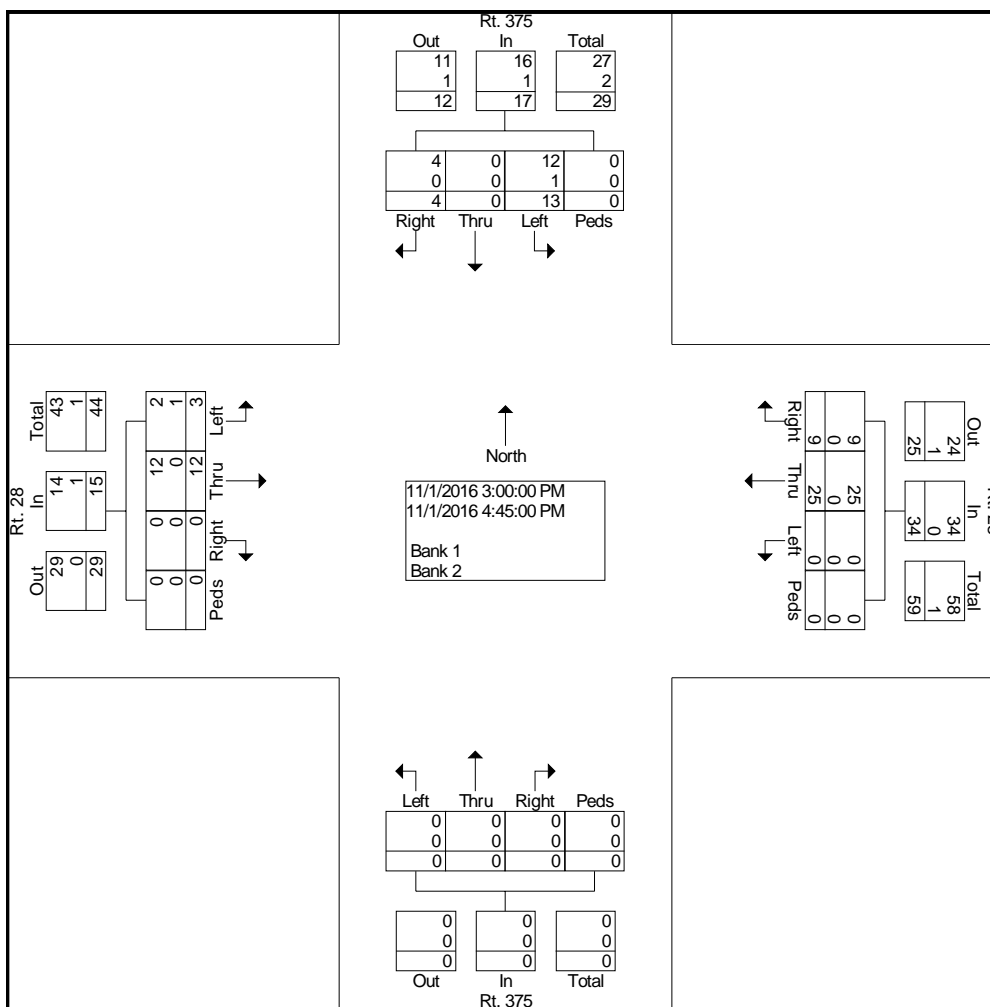 Rt. 375
Out In Total
11 16 27
1 1 2
12 17 29
4 0 12 0
0 0 1 0
4 0 13 0
Right Thru Left Peds
Rt. 28
Total In Out
43 14 29
1 1 0
44 15 29
2 12 0 0
1 0 0 0
3 12 0 0
Left Thru Right Peds
North
11/1/2016 3:00:00 PM
11/1/2016 4:45:00 PM
Bank 1
Bank 2
Out In Total
24 34 58
1 0 1
25 34 59
9 25 0 0
0 0 0 0
9 25 0 0
Right Thru Left Peds
Left Thru Right Peds
0 0 0 0
0 0 0 0
0 0 0 0
0 0 0
0 0 0
0 0 0
Out In Total
Rt. 375